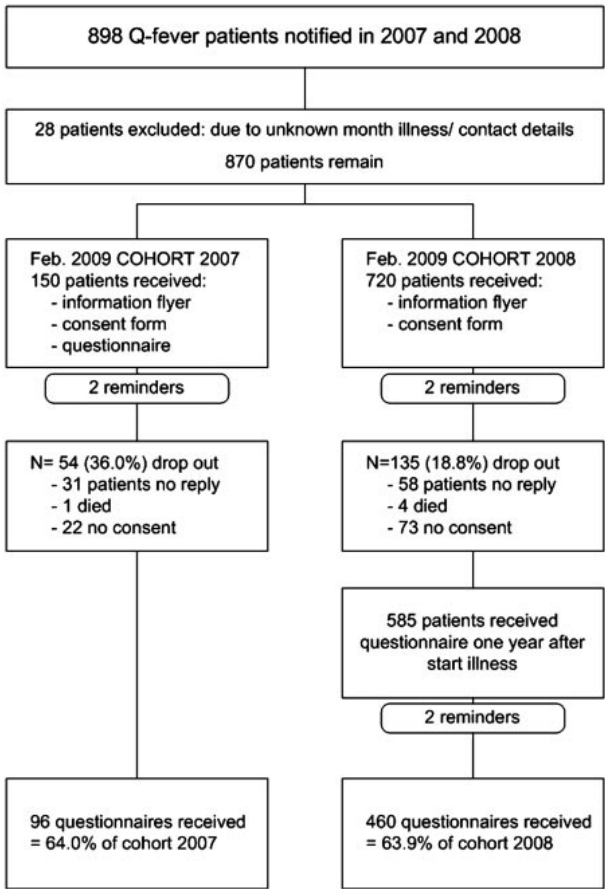 898 Q-fever patients notified in 2007 and 2008
28 patients excluded: due to unknown month illness/ contact details
870 patients remain
Feb. 2009 COHORT 2007
150 patients received:
- information flyer
- consent form
- questionnaire
2 reminders
N= 54 (36.0%) drop out
- 31 patients no reply
- 1 died
- 22 no consent
96 questionnaires received
= 64.0% of cohort 2007
Feb. 2009 COHORT 2008
720 patients received:
- information flyer
- consent form
2 reminders
N=135 (18.8%) drop out
- 58 patients no reply
- 4 died
- 73 no consent
585 patients received
questionnaire one year after
start illness
2 reminders
460 questionnaires received
= 63.9% of cohort 2008